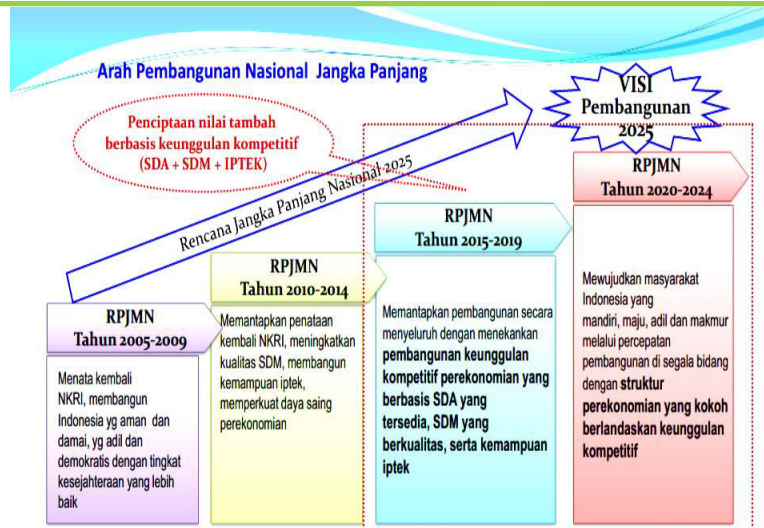 Arah Pembangunan Nasional Jangka Panjang
VISI
Pembangunan
2025
Penciptaan nilai tambah
berbasis keunggulan kompetitif
(SDA + SDM + IPTEK)
Rencana Jangka Panjang Nasional 2025
RPJMN
Tahun 2005-2009
Menata kembali
NKRI, membangun
Indonesia yg aman dan
damai, yg adil dan
demokratis dengan tingkat
kesejahteraan yang lebih
baik
RPJMN
Tahun 2010-2014
Memantapkan penataan
kembali NKRI, meningkatkan
kualitas SDM, membangun
kemampuan iptek,
memperkuat daya saing
perekonomian
RPJMN
Tahun 2015-2019
Memantapkan pembangunan secara
menyeluruh dengan menekankan
pembangunan keunggulan
kompetitif perekonomian yang
berbasis SDA yang
tersedia, SDM yang
berkualitas, serta kemampuan
iptek
RPJMN
Tahun 2020-2024
Mewujudkan masyarakat
Indonesia yang
mandiri, maju, adil dan makmur
melalui percepatan
pembangunan di segala bidang
dengan struktur
perekonomian yang kokoh
berlandaskan keunggulan
kompetitif